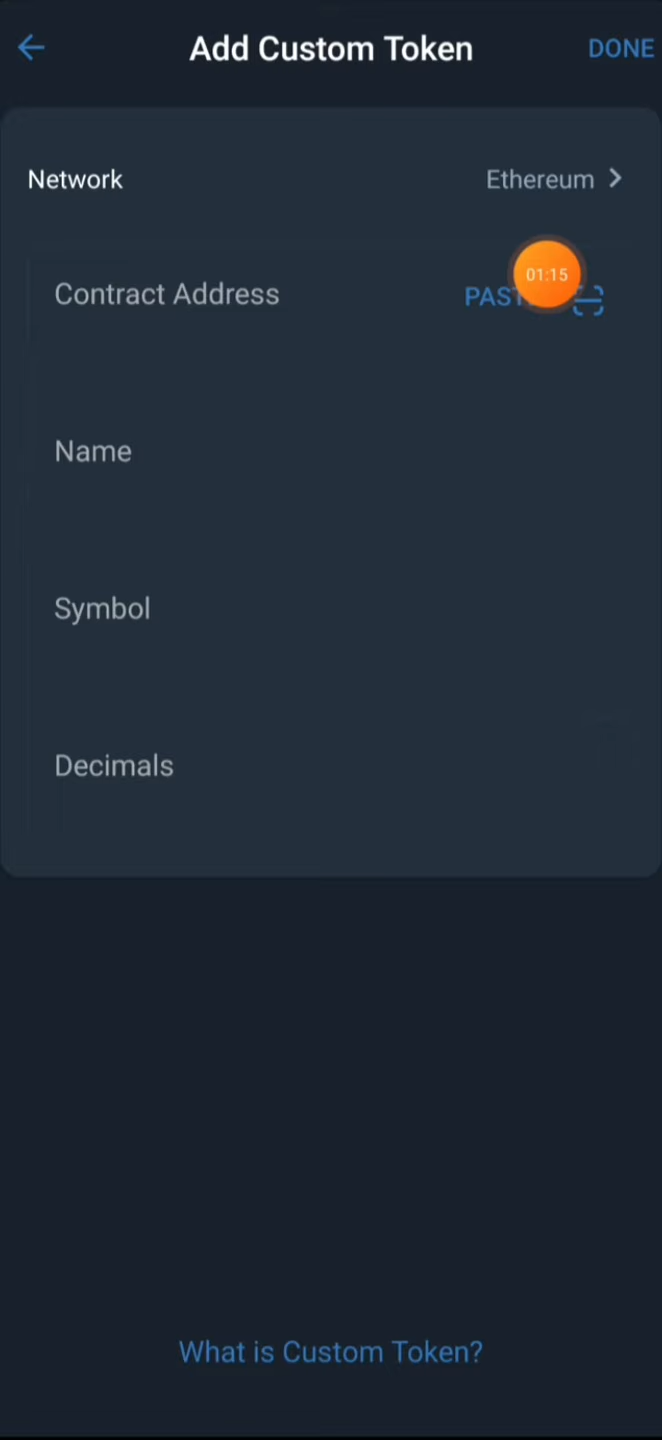 Add Custom Token
DONE
Network
Ethereum
01:15
Contract Address
Name
Symbol
Decimals
What is Custom Token?